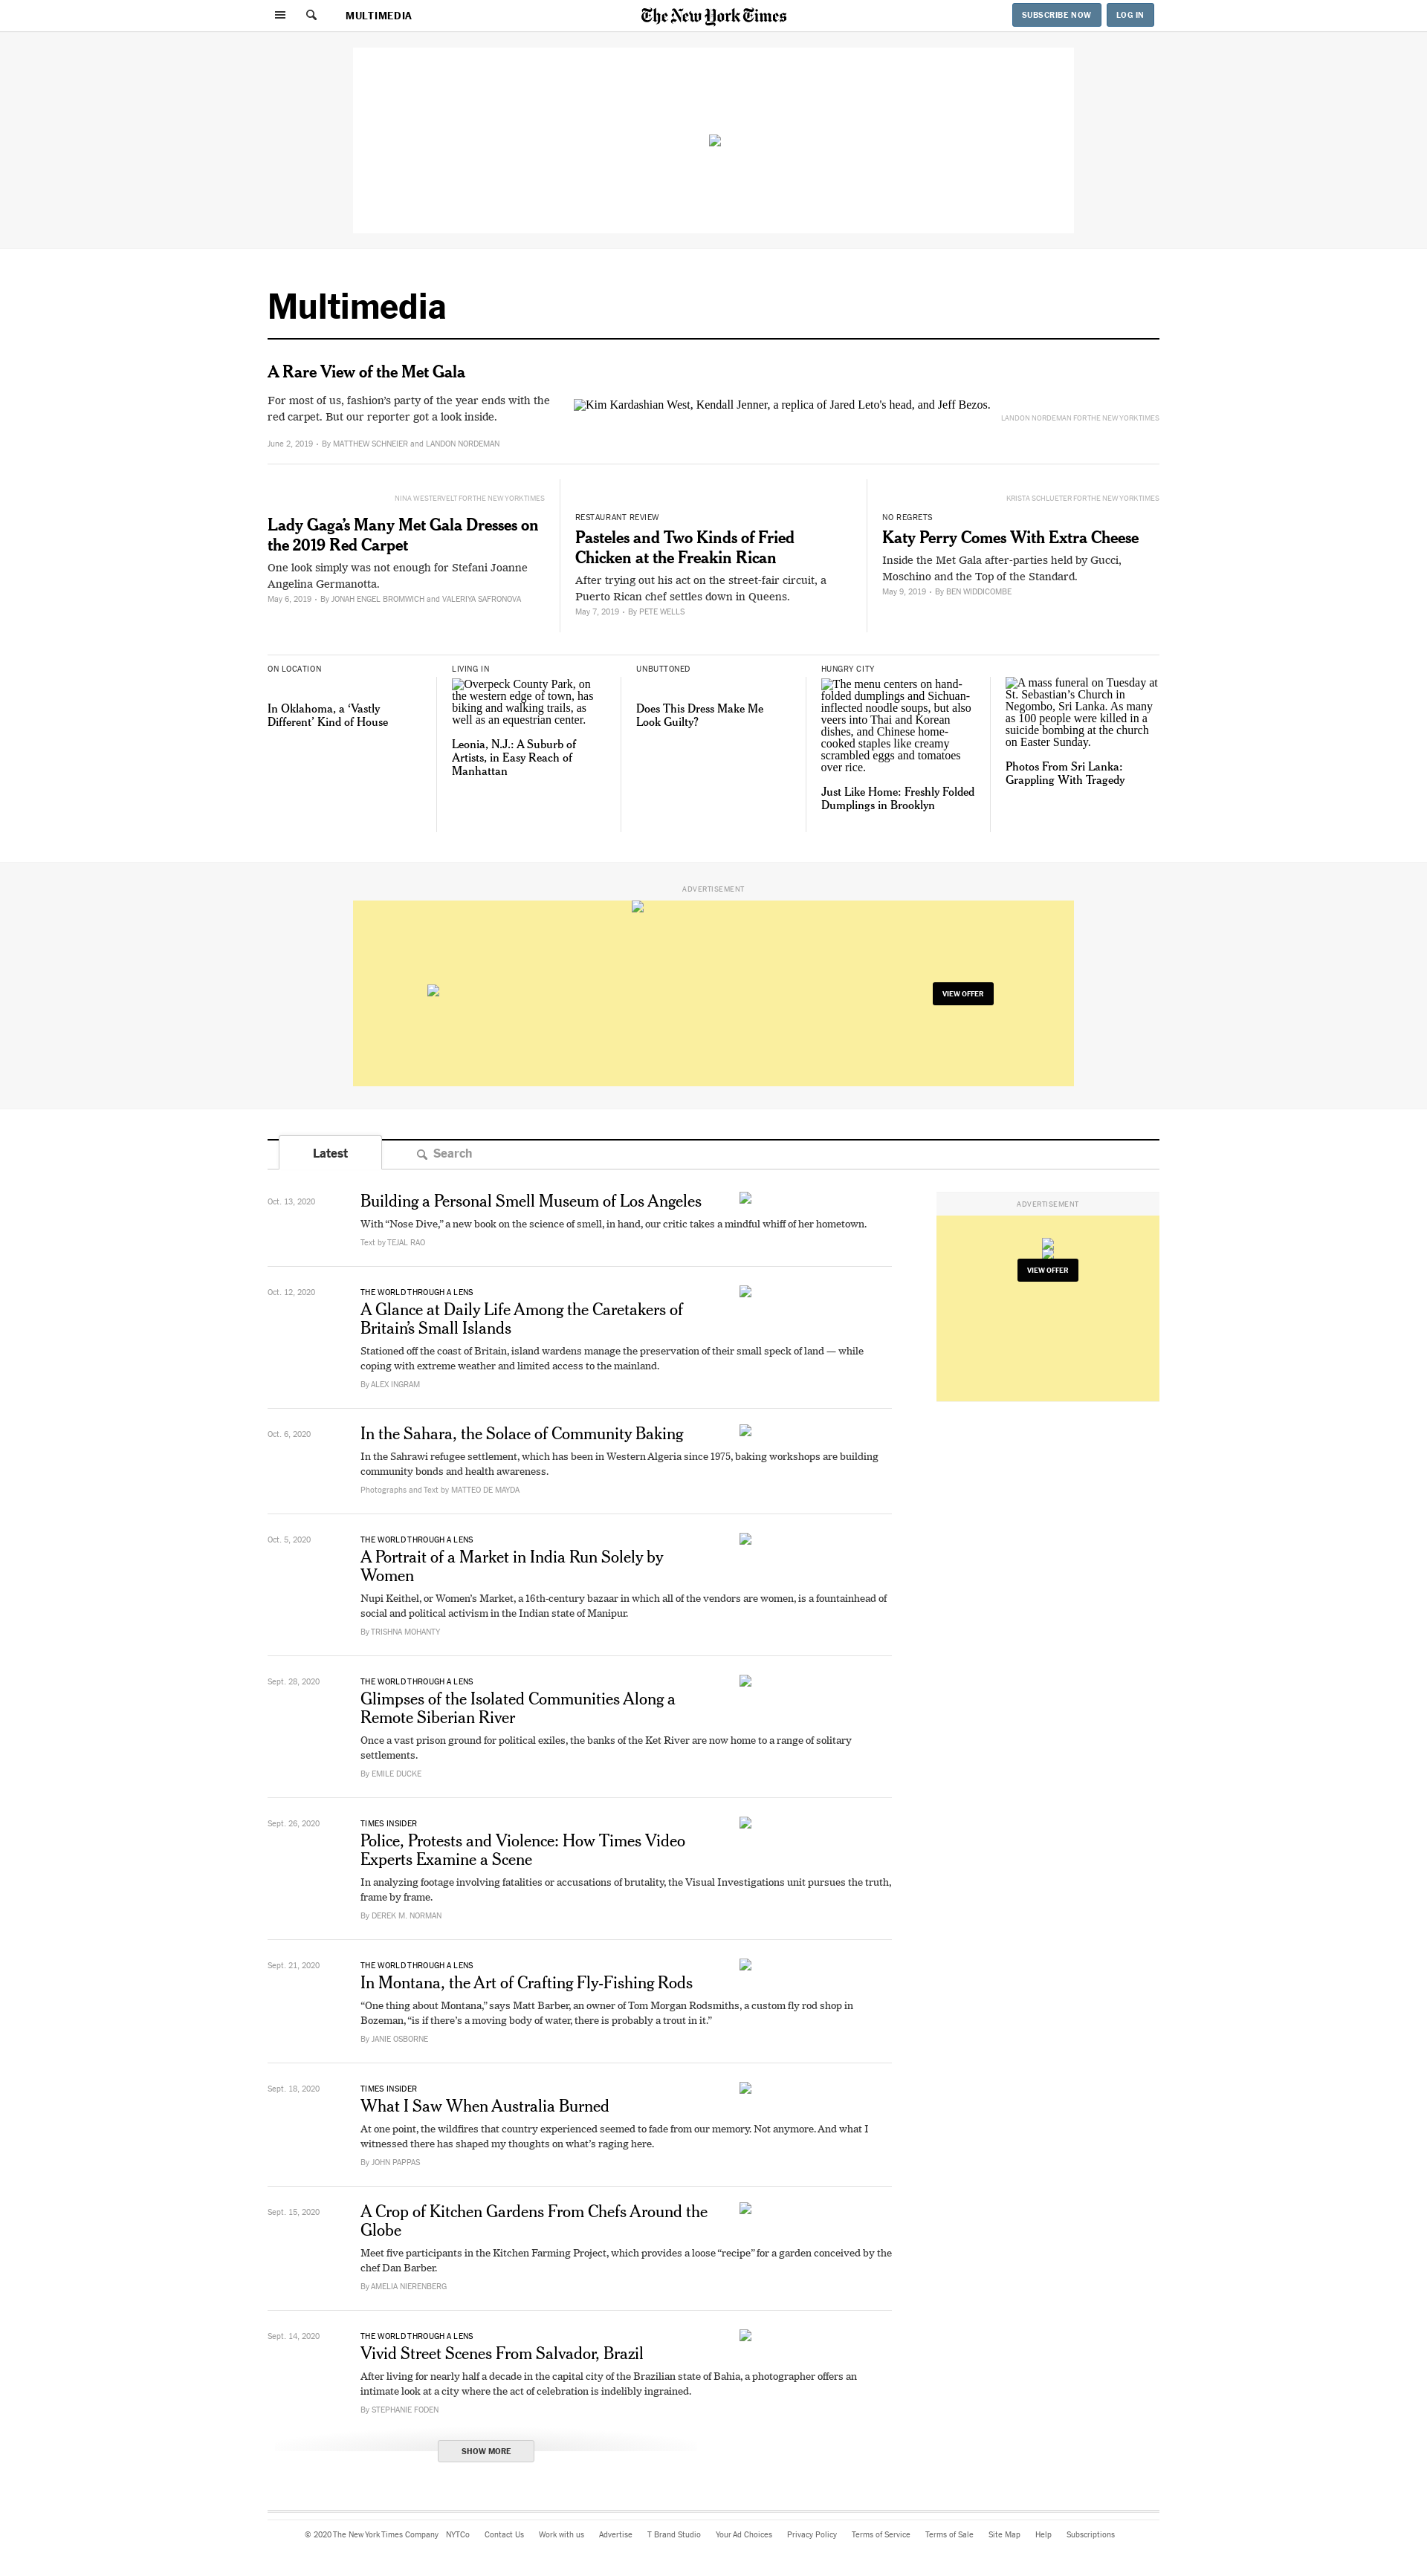 MULTIMEDIA
The New York Times
SUBSCRIBE NOW
LOG IN
Multimedia
A Rare View of the Met Gala
For most of us, fashion's party of the year ends with the
red carpet. But our reporter got a look inside.
June 2, 2019 • By MATTHEW SCHNEIER and LANDON NORDEMAN
Kim Kardashian West, Kendall Jenner, a replica of Jared Leto's head, and Jeff Bezos.
LANDON NORDEMAN FOR THE NEW YORK TIMES
NINA WESTERVELT FOR THE NEW YORK TIMES
Lady Gaga’s Many Met Gala Dresses on
the 2019 Red Carpet
One look simply was not enough for Stefani Joanne
Angelina Germanotta.
May 6, 2019 • By JONAH ENGEL BROMWICH and VALERIYA SAFRONOVA
RESTAURANT REVIEW
Pasteles and Two Kinds of Fried
Chicken at the Freakin Rican
After trying out his act on the street-fair circuit, a
Puerto Rican chef settles down in Queens.
May 7, 2019 • By PETE WELLS
KRISTA SCHLUETER FOR THE NEW YORK TIMES
NO REGRETS
Katy Perry Comes With Extra Cheese
Inside the Met Gala after-parties held by Gucci,
Moschino and the Top of the Standard.
May 9, 2019 • By BEN WIDDICOMBE
ON LOCATION
In Oklahoma, a ‘Vastly
Different’ Kind of House
LIVING IN
Overpeck County Park, on
the western edge of town, has
biking and walking trails, as
well as an equestrian center.
Leonia, N.J.: A Suburb of
Artists, in Easy Reach of
Manhattan
UNBUTTONED
Does This Dress Make Me
Look Guilty?
HUNGRY CITY
The menu centers on hand-
folded dumplings and Sichuan-
inflected noodle soups, but also
veers into Thai and Korean
dishes, and Chinese home-
cooked staples like creamy
scrambled eggs and tomatoes
over rice.
Just Like Home: Freshly Folded
Dumplings in Brooklyn
A mass funeral on Tuesday at
St. Sebastian’s Church in
Negombo, Sri Lanka. As many
as 100 people were killed in a
suicide bombing at the church
on Easter Sunday.
Photos From Sri Lanka:
Grappling With Tragedy
ADVERTISEMENT
VIEW OFFER
Latest
Search
Oct. 13, 2020
Building a Personal Smell Museum of Los Angeles
With “Nose Dive,” a new book on the science of smell, in hand, our critic takes a mindful whiff of her hometown.
Text by TEJAL RAO
ADVERTISEMENT
VIEW OFFER
Oct. 12, 2020
THE WORLD THROUGH A LENS
A Glance at Daily Life Among the Caretakers of
Britain’s Small Islands
Stationed off the coast of Britain, island wardens manage the preservation of their small speck of land — while
coping with extreme weather and limited access to the mainland.
By ALEX INGRAM
Oct. 6, 2020
In the Sahara, the Solace of Community Baking
In the Sahrawi refugee settlement, which has been in Western Algeria since 1975, baking workshops are building
community bonds and health awareness.
Photographs and Text by MATTEO DE MAYDA
Oct. 5, 2020
THE WORLD THROUGH A LENS
A Portrait of a Market in India Run Solely by
Women
Nupi Keithel, or Women’s Market, a 16th-century bazaar in which all of the vendors are women, is a fountainhead of
social and political activism in the Indian state of Manipur.
By TRISHNA MOHANTY
Sept. 28, 2020
THE WORLD THROUGH A LENS
Glimpses of the Isolated Communities Along a
Remote Siberian River
Once a vast prison ground for political exiles, the banks of the Ket River are now home to a range of solitary
settlements.
By EMILE DUCKE
Sept. 26, 2020
TIMES INSIDER
Police, Protests and Violence: How Times Video
Experts Examine a Scene
In analyzing footage involving fatalities or accusations of brutality, the Visual Investigations unit pursues the truth,
frame by frame.
By DEREK M. NORMAN
Sept. 21, 2020
THE WORLD THROUGH A LENS
In Montana, the Art of Crafting Fly-Fishing Rods
“One thing about Montana,” says Matt Barber, an owner of Tom Morgan Rodsmiths, a custom fly rod shop in
Bozeman, “is if there’s a moving body of water, there is probably a trout in it.”
By JANIE OSBORNE
Sept. 18, 2020
TIMES INSIDER
What I Saw When Australia Burned
At one point, the wildfires that country experienced seemed to fade from our memory. Not anymore. And what I
witnessed there has shaped my thoughts on what’s raging here.
By JOHN PAPPAS
Sept. 15, 2020
A Crop of Kitchen Gardens From Chefs Around the
Globe
Meet five participants in the Kitchen Farming Project, which provides a loose “recipe” for a garden conceived by the
chef Dan Barber.
By AMELIA NIERENBERG
Sept. 14, 2020
THE WORLD THROUGH A LENS
Vivid Street Scenes From Salvador, Brazil
After living for nearly half a decade in the capital city of the Brazilian state of Bahia, a photographer offers an
intimate look at a city where the act of celebration is indelibly ingrained.
By STEPHANIE FODEN
SHOW MORE
© 2020 The New York Times Company NYTCo Contact Us Work with us Advertise T Brand Studio Your Ad Choices Privacy Policy Terms of Service Terms of Sale Site Map Help Subscriptions